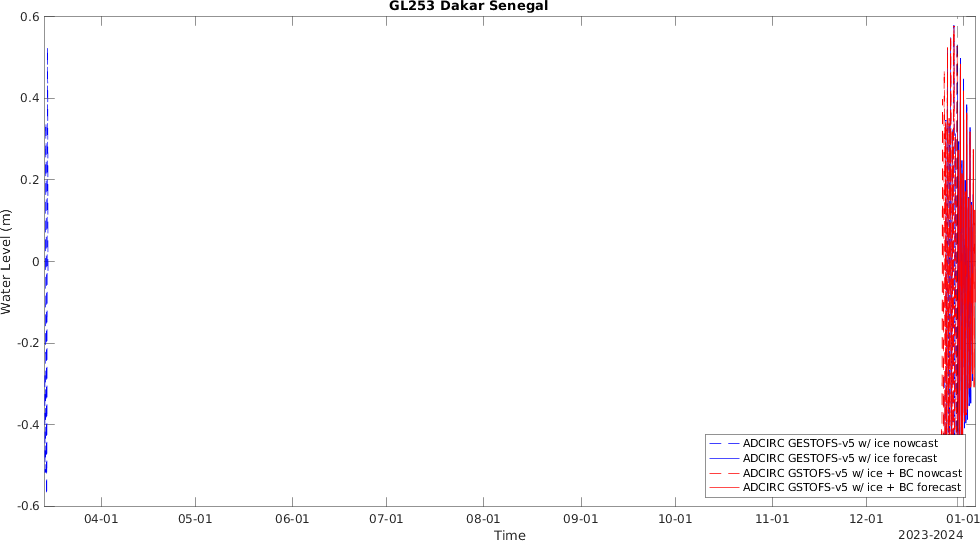 GL253 Dakar Senegal
0.6
0.4
0.2
0
-0.2
-0.4
-0.6
Water Level (m)
ADCIRC GESTOFS-v5 w/ ice nowcast
ADCIRC GESTOFS-v5 w/ ice forecast
ADCIRC GSTOFS-v5 w/ ice + BC nowcast
ADCIRC GSTOFS-v5 w/ ice + BC forecast
04-01 05-01 06-01 07-01 08-01 09-01 10-01 11-01 12-01 01-01
Time
2023-2024